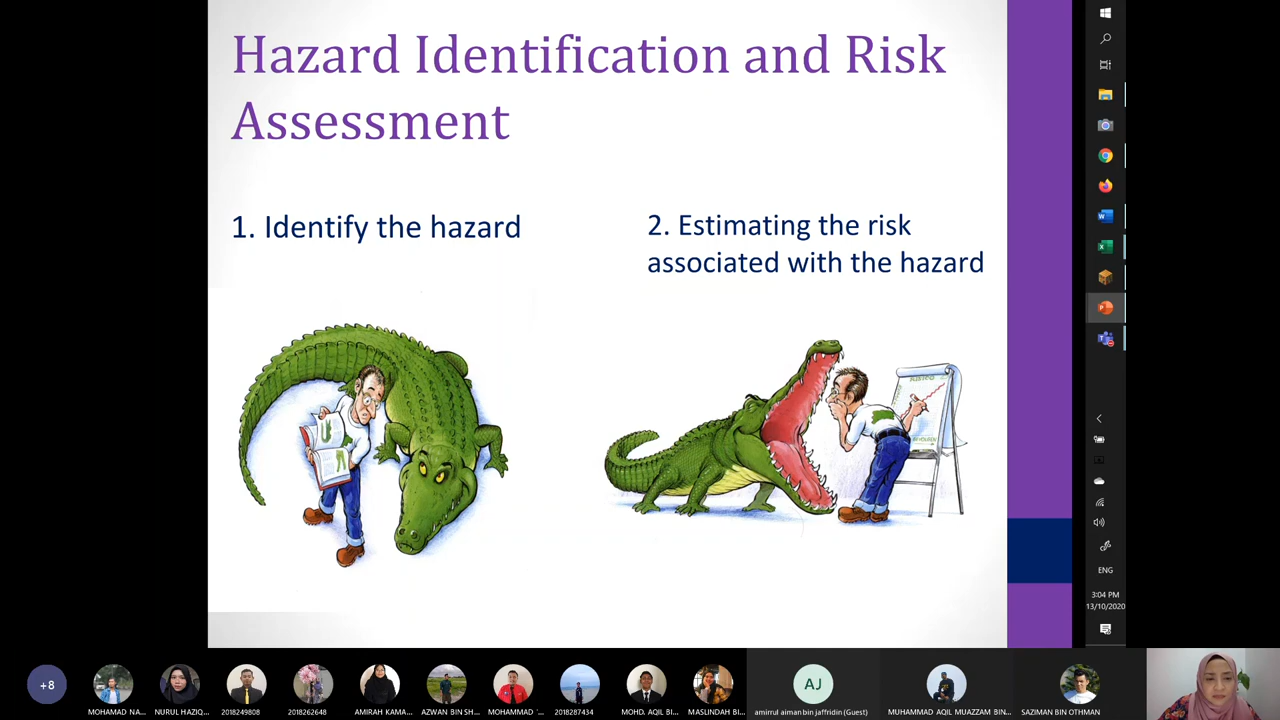 Hazard Identification and Risk
Assessment
1. Identify the hazard
2. Estimating the risk
associated with the hazard
RISICO
ENG
3:04 PM
13/10/2020
+8
MOHAMAD NA...
NURUL HAZIQ...
2018249808
2018262648
AMIRAH KAMA...
AZWAN BIN SH...
MOHAMMAD
2018287434
MOHD. AQIL BI...
MASLINDAH BI...
AJ
amirrul aiman bin jaffridin (Guest)
MUHAMMAD AQIL MUAZZAM BIN...
SAZIMAN BIN OTHMAN